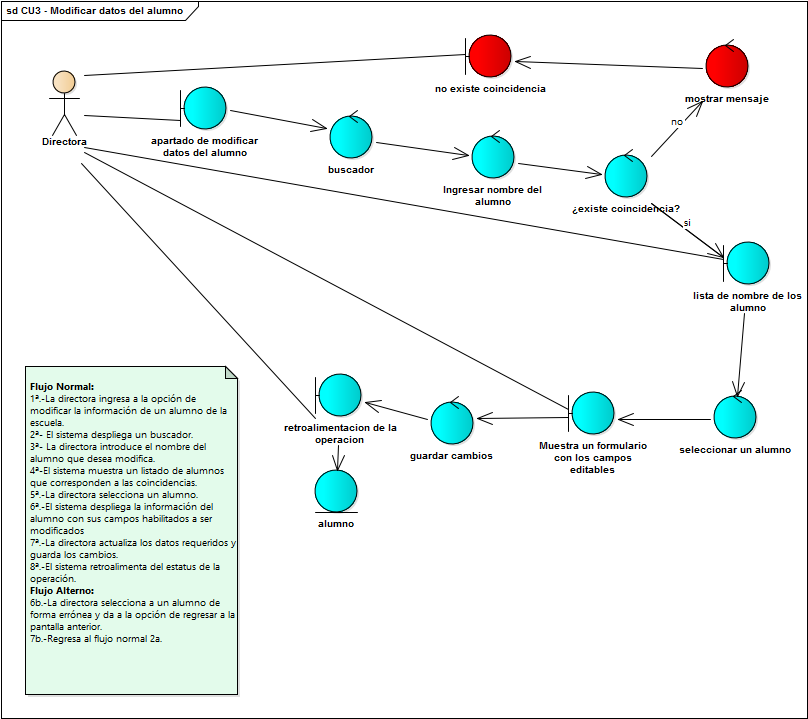 sd CU3 - Modificar datos del alumno
no existe coincidencia
mostrar mensaje
Directora
apartado de modificar
datos del alumno
buscador
no
Ingresar nombre del
alumno
¿existe coincidencia?
si
lista de nombre de los
alumno
retroalimentacion de la
operacion
guardar cambios
Muestra un formulario
con los campos
editables
seleccionar un alumno
alumno
Flujo Normal:
1ª.-La directora ingresa a la opción de
modificar la información de un alumno de la
escuela.
2ª- El sistema despliega un buscador.
3ª- La directora introduce el nombre del
alumno que desea modifica.
4ª-El sistema muestra un listado de alumnos
que corresponden a las coincidencias.
5ª.-La directora selecciona un alumno.
6ª.-El sistema despliega la información del
alumno con sus campos habilitados a ser
modificados
7ª.-La directora actualiza los datos requeridos y
guarda los cambios.
8ª.-El sistema retroalimenta del estatus de la
operación.
Flujo Alterno:
6b.-La directora selecciona a un alumno de
forma errónea y da a la opción de regresar a la
pantalla anterior.
7b.-Regresa al flujo normal 2a.